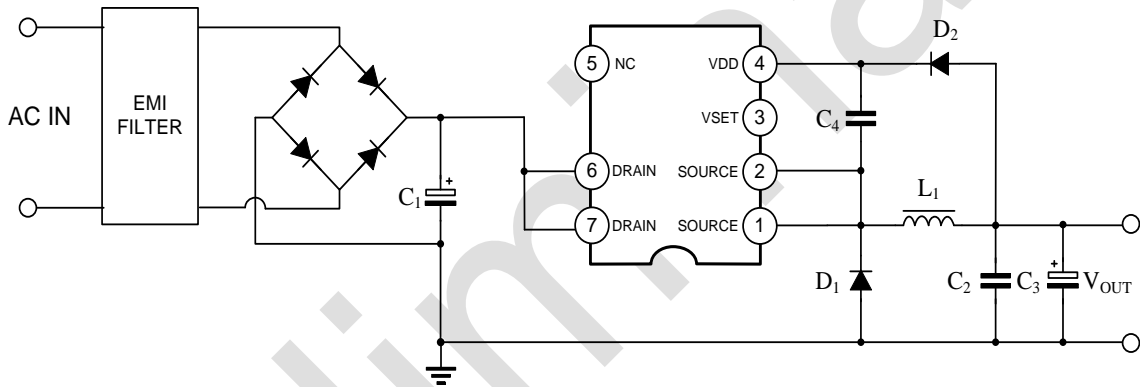 AC IN
EMI
FILTER
C1
+
5
NC
6
DRAIN
7
DRAIN
VDD
4
VSET
3
SOURCE
2
SOURCE
1
D2
C4
L1
D1
C2
C3
+
VOUT